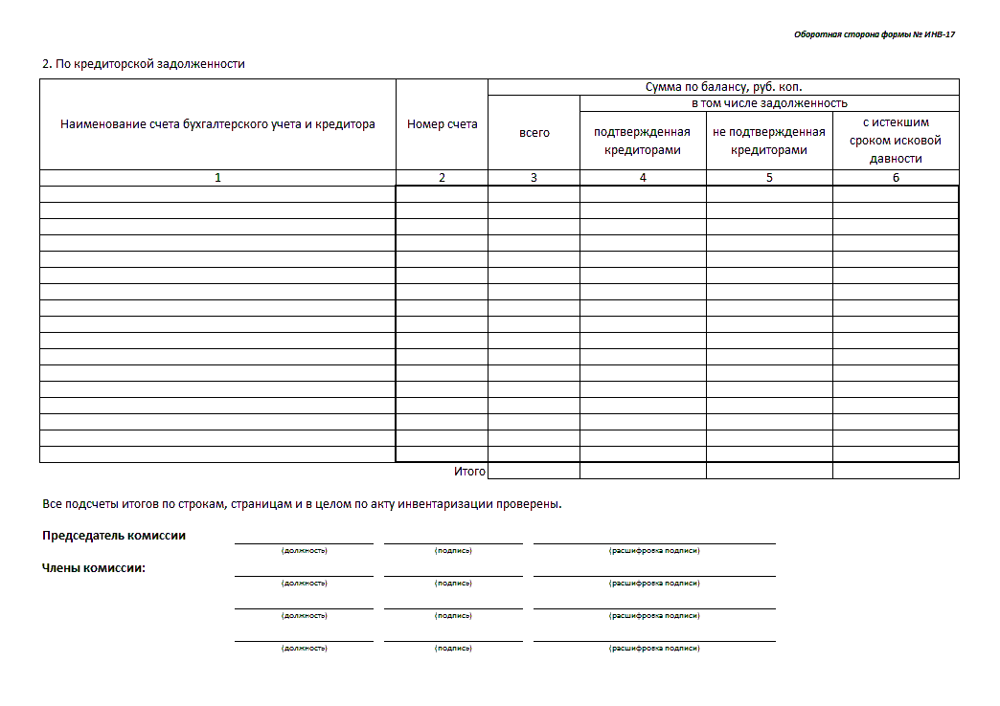 Оборотная сторона формы № ИНВ-17
2. По кредиторской задолженности
Наименование счета бухгалтерского учета и кредитора
Номер счета
Сумма по балансу, руб. коп.
всего
в том числе задолженность
подтвержденная
кредиторами
не подтвержденная
кредиторами
с истекшим
сроком исковой
давности
1 2 3 4 5 6
Итого
Все подсчеты итогов по строкам, страницам и в целом по акту инвентаризации проверены.
Председатель комиссии
(должность) (подпись) (расшифровка подписи)
Члены комиссии:
(должность) (подпись) (расшифровка подписи)
(должность) (подпись) (расшифровка подписи)
(должность) (подпись) (расшифровка подписи)